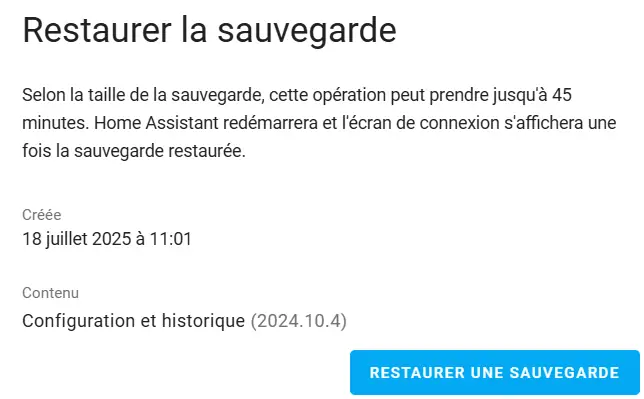 Restaurer la sauvegarde
Selon la taille de la sauvegarde, cette opération peut prendre jusqu'à 45
minutes. Home Assistant redémarrera et l'écran de connexion s'affichera une
fois la sauvegarde restaurée.
Créée
18 juillet 2025 à 11:01
Contenu
Configuration et historique (2024.10.4)
RESTAURER UNE SAUVEGARDE